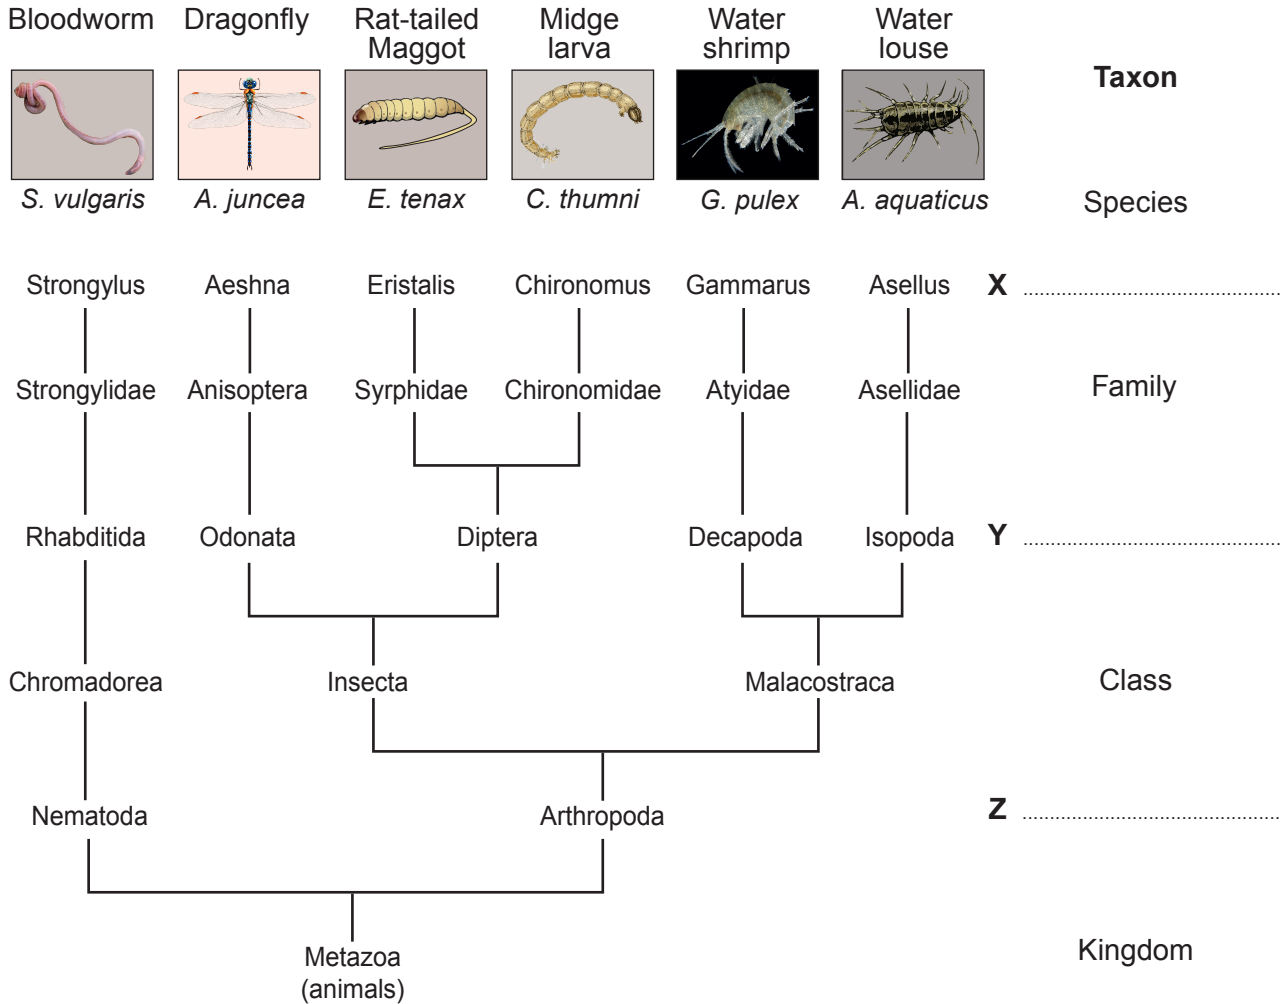 Bloodworm Dragonfly Rat-tailed Midge Water Water
Maggot larva shrimp louse
Taxon
S. vulgaris A. juncea E. tenax C. thumni G. pulex A. aquaticus Species
Strongylus Aeshna Eristalis Chironomus Gammarus Asellus X ................................................
Strongylidae Anisoptera Syrphidae Chironomidae Atyidae Asellidae Family
Rhabditida Odonata Diptera Decapoda Isopoda Y ................................................
Chromadorea Insecta Malacostraca Class
Nematoda Arthropoda Z ................................................
Metazoa Kingdom
(animals)